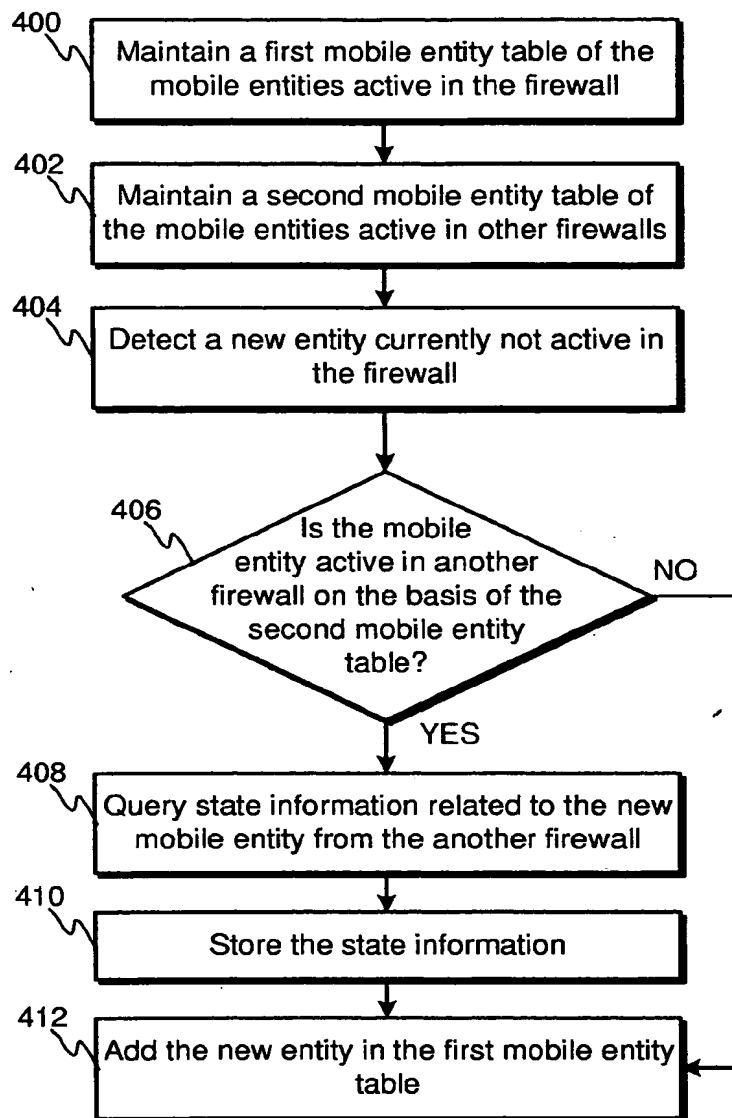 400
Maintain a first mobile entity table of the
mobile entities active in the firewall
402
Maintain a second mobile entity table of
the mobile entities active in other firewalls
404
Detect a new entity currently not active in
the firewall
406
Is the mobile
entity active in another
firewall on the basis of the
second mobile entity
table?
NO
YES
408
Query state information related to the new
mobile entity from the another firewall
410
Store the state information
412
Add the new entity in the first mobile entity
table